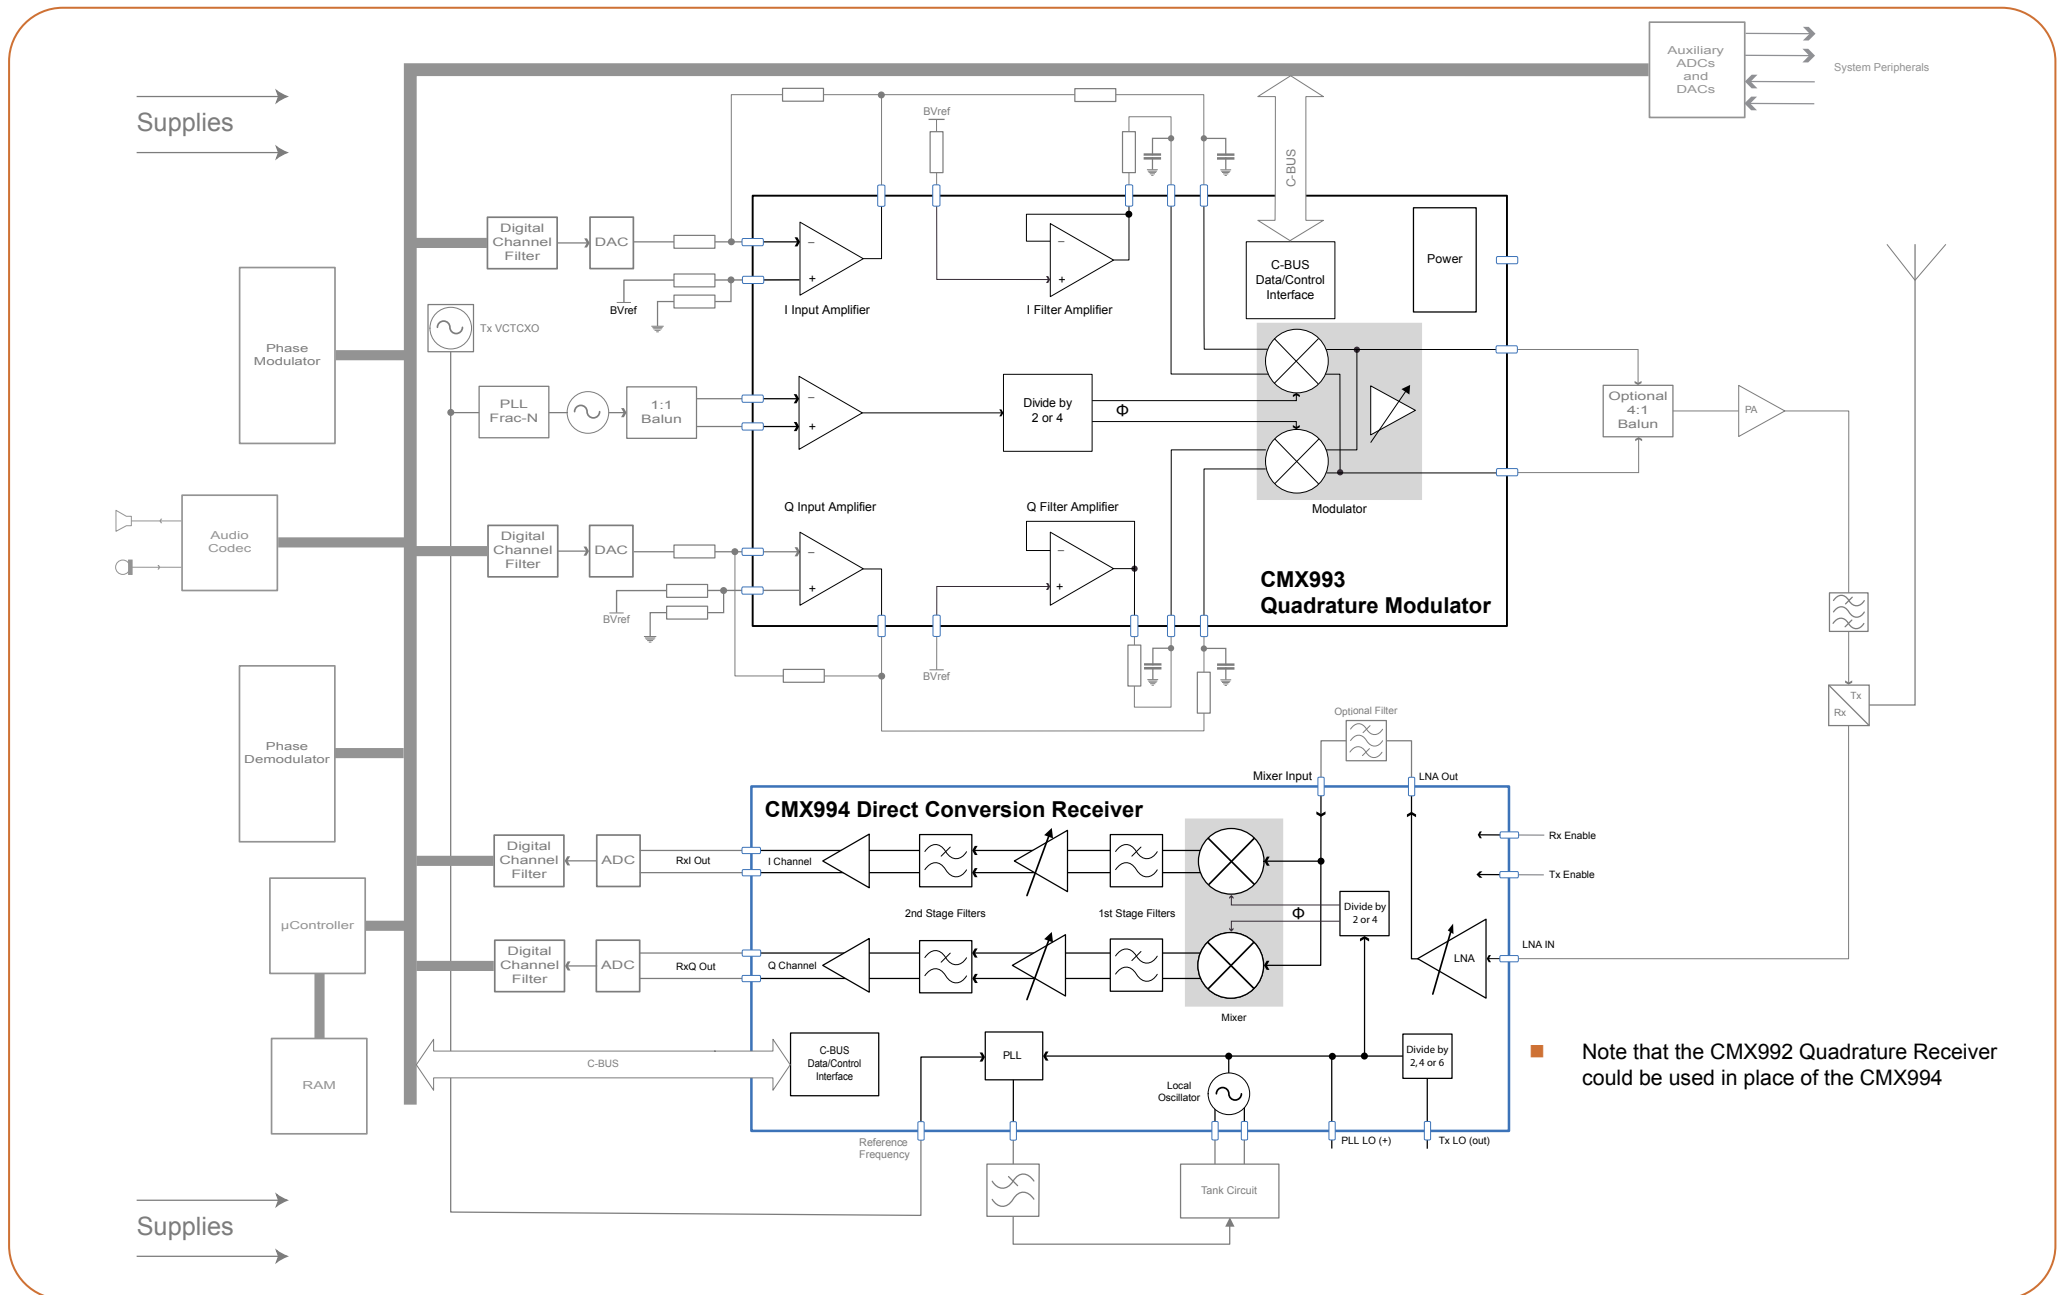 Auxiliary
ADCs
and
DACs
System Peripherals
Supplies
BVref
C-BUS
Digital
Channel
Filter
DAC
BVref
I Input Amplifier
I Filter Amplifier
C-BUS
Data/Control
Interface
Power
Phase
Modulator
Tx VCTCXO
PLL
Frac-N
1:1
Balun
Divide by
2 or 4
Φ
Optional
4:1
Balun
PA
Modulator
Q Input Amplifier
Q Filter Amplifier
Audio
Codec
Digital
Channel
Filter
DAC
BVref
BVref
CMX993
Quadrature Modulator
Tx
Rx
Optional Filter
Phase
Demodulator
Mixer Input
LNA Out
CMX994 Direct Conversion Receiver
Digital
Channel
Filter
ADC
RxI Out
I Channel
Rx Enable
Tx Enable
2nd Stage Filters
1st Stage Filters
Φ
Divide by
2 or 4
µController
Digital
Channel
Filter
ADC
RxQ Out
Q Channel
LNA
LNA IN
Mixer
RAM
C-BUS
C-BUS
Data/Control
Interface
PLL
Local
Oscillator
Divide by
2, 4 or 6
Note that the CMX992 Quadrature Receiver
could be used in place of the CMX994
Reference
Frequency
PLL LO (+)
Tx LO (out)
Tank Circuit
Supplies